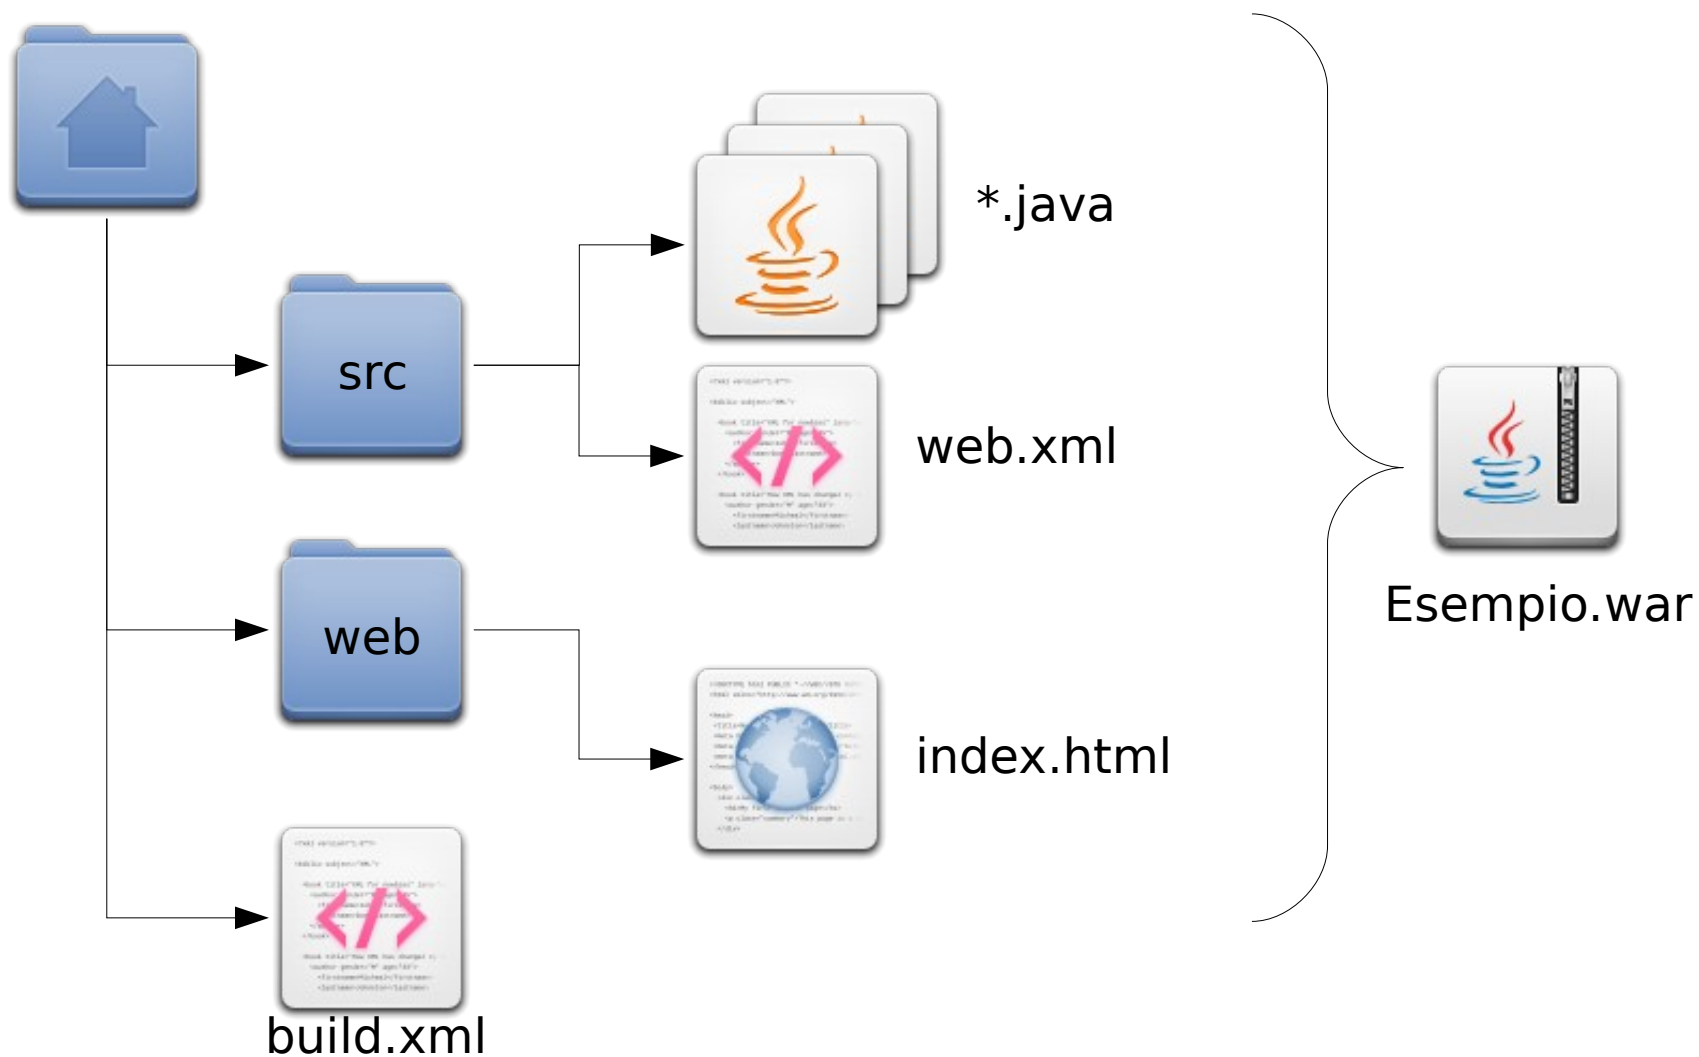 *.java
src
web.xml
Esempio.war
web
index.html
build.xml